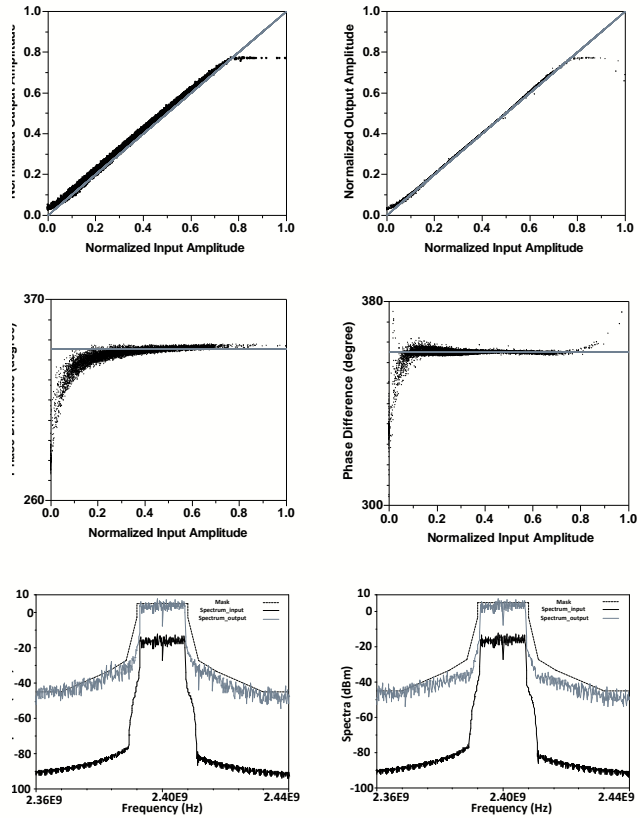 1.0
0.8
0.6
0.4
0.2
0.0
0.0 0.2 0.4 0.6 0.8 1.0
Normalized Input Amplitude
Output Amplitude
1.0
0.8
0.6
0.4
0.2
0.0
0.0 0.2 0.4 0.6 0.8 1.0
Normalized Input Amplitude
Normalized Output Amplitude
370
260
0.0 0.2 0.4 0.6 0.8 1.0
Normalized Input Amplitude
Difference
380
300
0.0 0.2 0.4 0.6 0.8 1.0
Normalized Input Amplitude
Phase Difference (degree)
10
0
-20
-40
-60
-80
100
2.36E9 2.40E9 2.44E9
Frequency (Hz)
Mask
Spectrum_input
Spectrum_output
10
0
-20
-40
-60
-80
-100
2.36E9 2.40E9 2.44E9
Frequency (Hz)
Spectra (dBm)
Mask
Spectrum_input
Spectrum_output